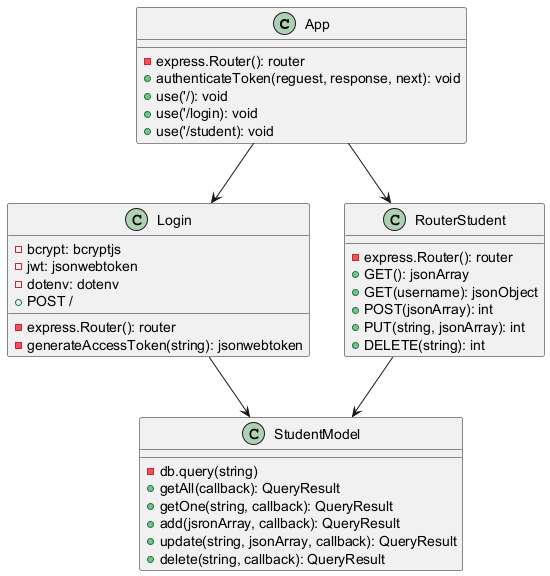 C App
express.Router(): router
authenticateToken(reguest, response, next): void
use('/): void
use('/login): void
use('/student): void
C Login
bcrypt: bcryptjs
jwt: jsonwebtoken
dotenv: dotenv
POST /
express.Router(): router
generateAccessToken(string): jsonwebtoken
C RouterStudent
express.Router(): router
GET(): jsonArray
GET(username): jsonObject
POST(jsonArray): int
PUT(string, jsonArray): int
DELETE(string): int
C StudentModel
db.query(string)
getAll(callback): QueryResult
getOne(string, callback): QueryResult
add(jsronArray, callback): QueryResult
update(string, jsonArray, callback): QueryResult
delete(string, callback): QueryResult